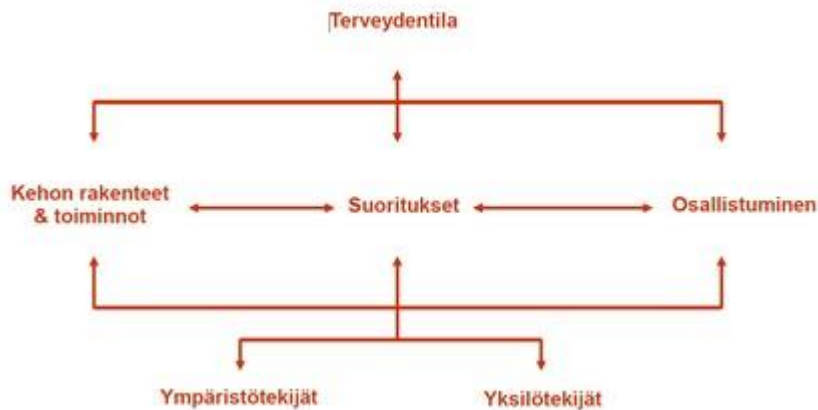 Terveydentila
Kehon rakenteet
& toiminnot
Suoritukset
Osallistuminen
Ympäristötekijät
Yksilötekijät